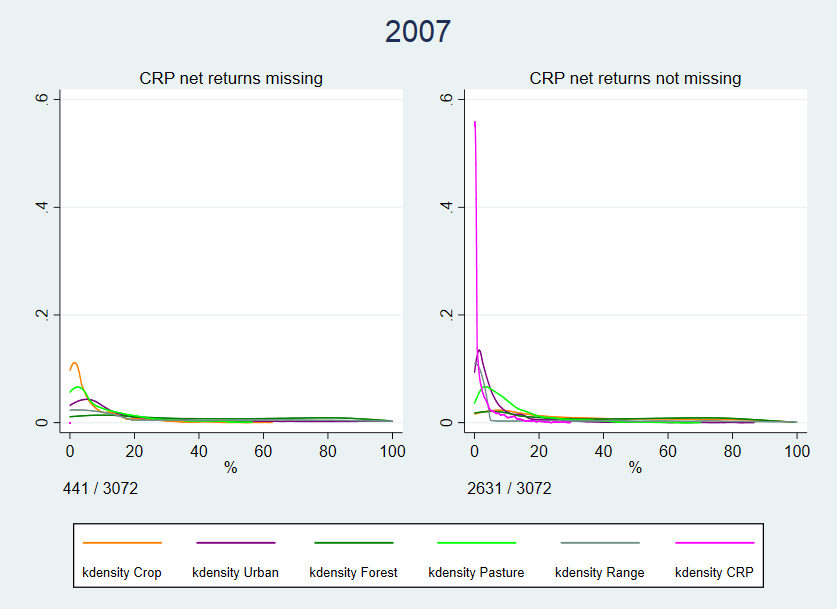 2007
CRP net returns missing
CRP net returns not missing
.6
.4
.2
0
0 20 40 60 80 100
%
441 / 3072
.6
.4
.2
0
0 20 40 60 80 100
%
2631 / 3072
kdensity Crop kdensity Urban kdensity Forest kdensity Pasture kdensity Range kdensity CRP